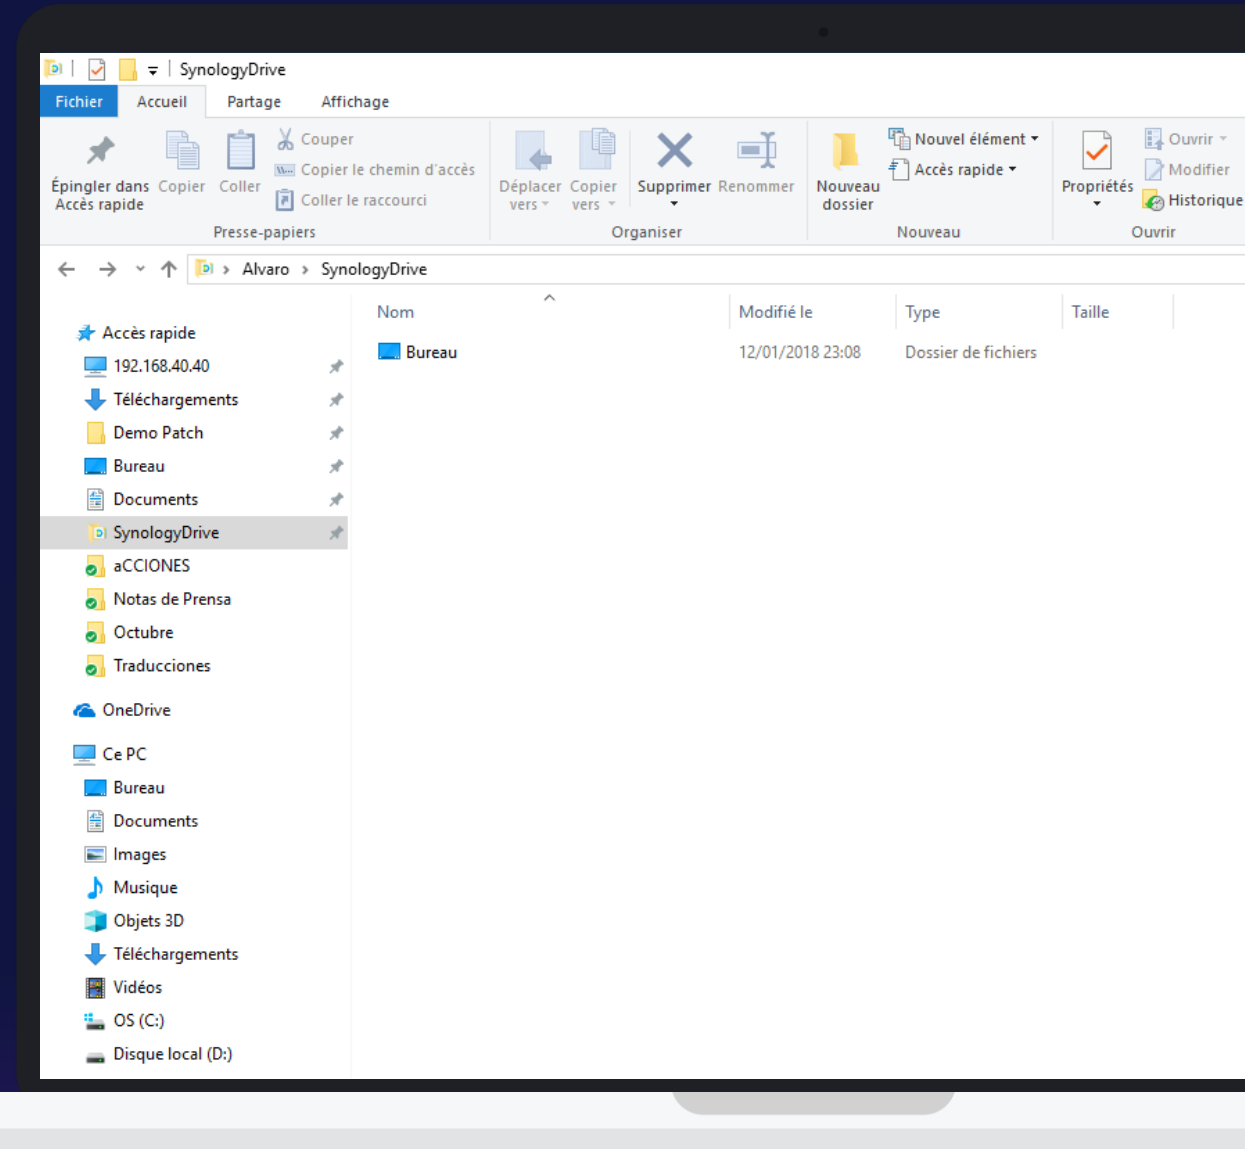 SynologyDrive
Fichier Accueil Partage Affichage
Épingler dans
Accès rapide
Copier
Coller
Couper
Copier le chemin d'accès
Coller le raccourci
Presse-papiers
Déplacer
vers
Copier
vers
Supprimer
Renommer
Organiser
Nouveau
dossier
Nouvel élément
Accès rapide
Nouveau
Propriétés
Ouvrir
Modifier
Historique
Ouvrir
Alvaro SynologyDrive
Nom Modifié le Type Taille
Bureau 12/01/2018 23:08 Dossier de fichiers
Accès rapide
192.168.40.40
Téléchargements
Demo Patch
Bureau
Documents
SynologyDrive
aCCIONES
Notas de Prensa
Octubre
Traducciones
OneDrive
Ce PC
Bureau
Documents
Images
Musique
Objets 3D
Téléchargements
Vidéos
OS (C:)
Disque local (D:)